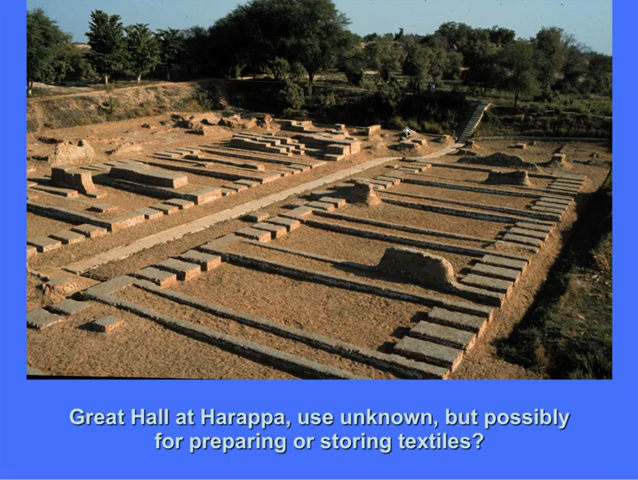 Great Hall at Harappa, use unknown, but possibly
for preparing or storing textiles?